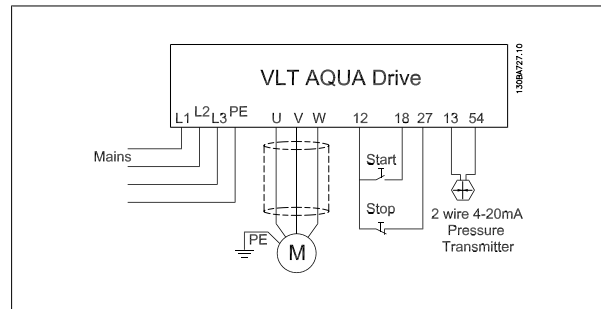 VLT AQUA Drive
130BA727.10
L1 L2 L3 PE U V W 12 18 27 13 54
Mains
Start
Stop
PE
M
2 wire 4-20mA
Pressure
Transmitter